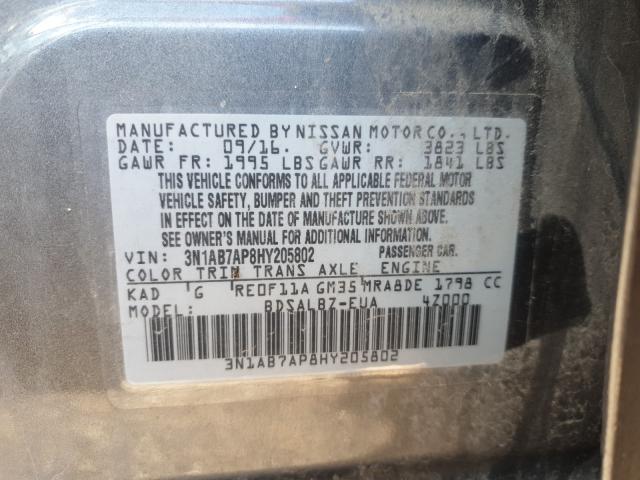 MANUFACTURED BY NISSAN MOTOR CO., LTD.
DATE: 09/16. GVWR: 3823 LBS
GAWR FR: 1995 LBS GAWR RR: 1841 LBS
THIS VEHICLE CONFORMS TO ALL APPLICABLE FEDERAL MOTOR
VEHICLE SAFETY, BUMPER AND THEFT PREVENTION STANDARDS
IN EFFECT ON THE DATE OF MANUFACTURE SHOWN ABOVE.
SEE OWNER'S MANUAL FOR ADDITIONAL INFORMATION.
VIN: 3N1AB7AP8HY205802 PASSENGER CAR.
COLOR TRIM TRANS AXLE ENGINE
KAD G RE0F11A GM35 MRA8DE 1798 CC
MODEL: BDSALBZ-EUA 4Z000
3N1AB7AP8HY205802